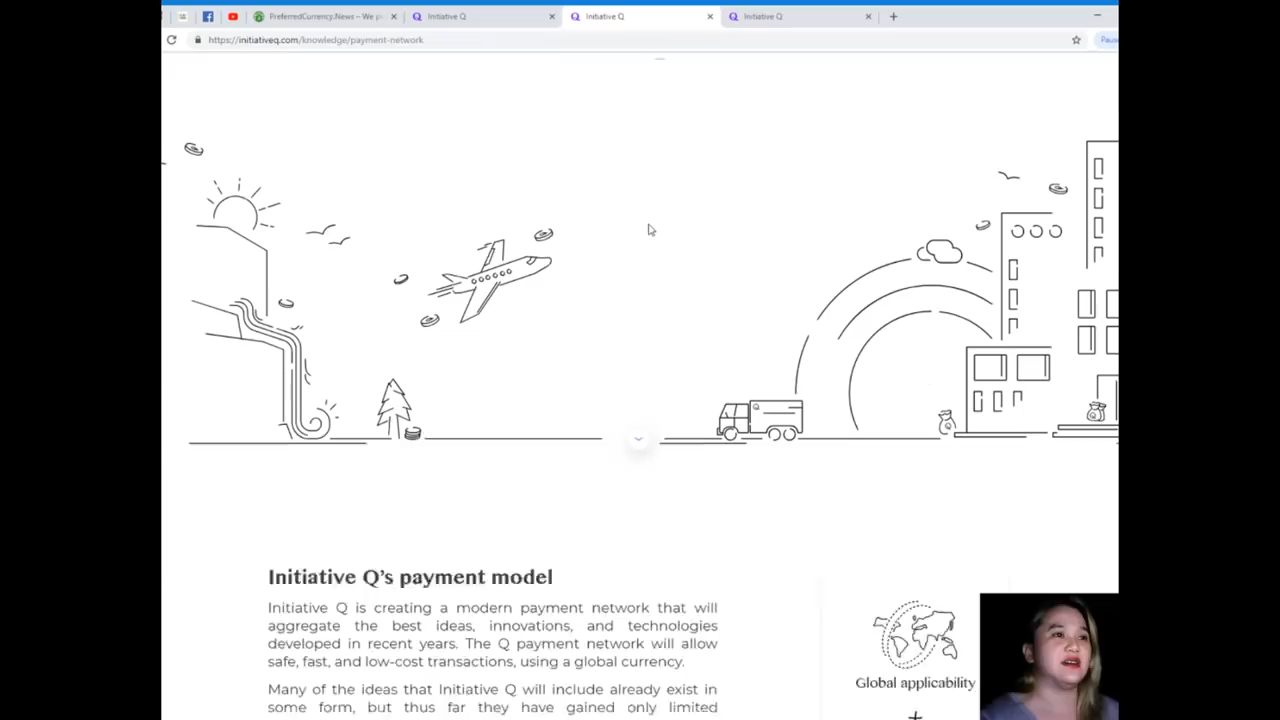 PreferredCurrency.News – We pi
Initiative Q
Initiative Q
Initiative Q
https://initiativeq.com/knowledge/payment-network
Paus
Initiative Q's payment model
Initiative Q is creating a modern payment network that will
aggregate the best ideas, innovations, and technologies
developed in recent years. The Q payment network will allow
safe, fast, and low-cost transactions, using a global currency.
Many of the ideas that Initiative Q will include already exist in
some form, but thus far they have gained only limited
Global applicability
+